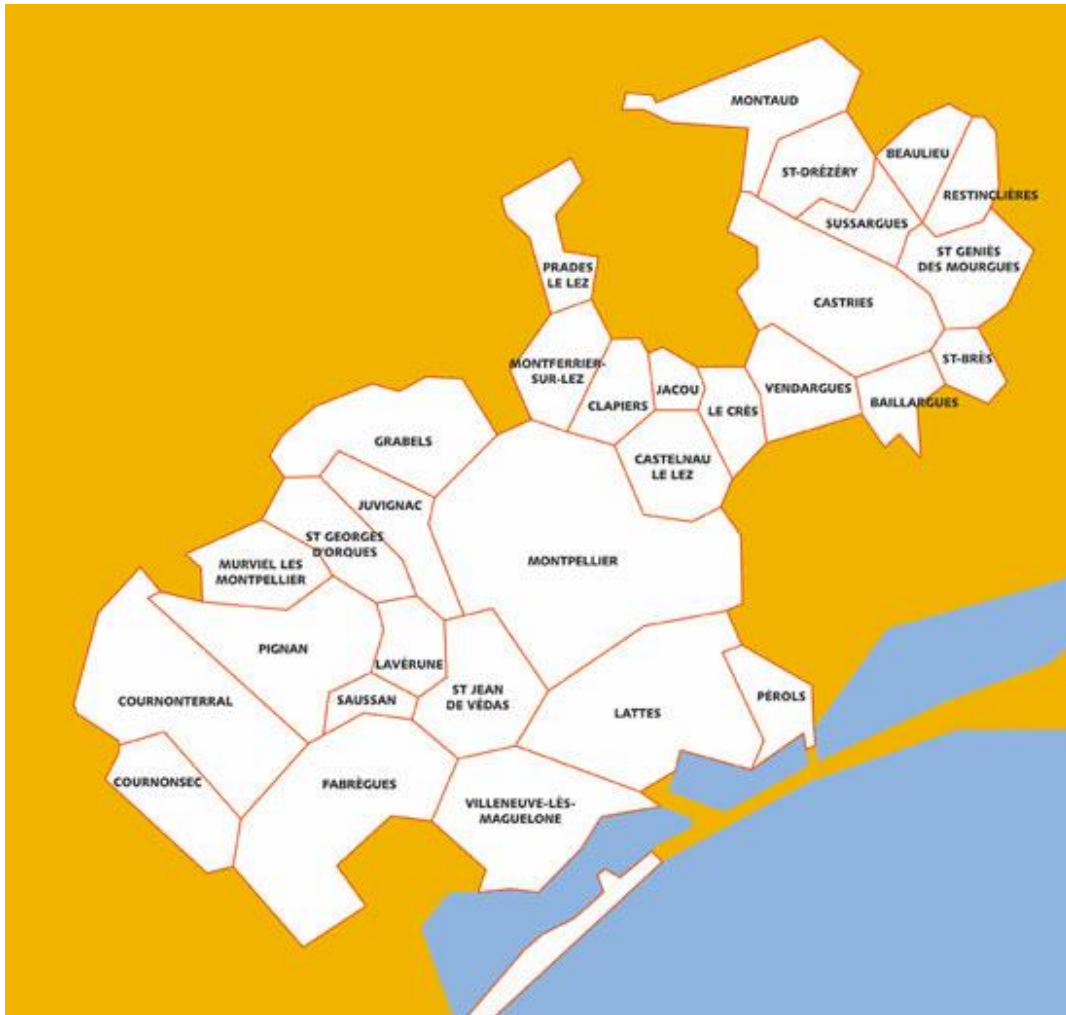 MONTAUD
BEAULIEU
ST-DRÉZÉRY
RESTINCLIÈRES
SUSSARGUES
ST GENIÈS
DES MOURGUES
PRADES
LE LEZ
CASTRIES
ST-BRÈS
MONTFERRIER-
SUR-LEZ
JACOU
VENDARGUES
CLAPIERS
LE CRÈS
BAILLARGUES
GRABELS
CASTELNAU
LE LEZ
JUVIGNAC
ST GEORGES
D'ORQUES
MONTPELLIER
MURVIEL LES
MONTPELLIER
PIGNAN
LAVÉRUNE
COURNONTERRAL
SAUSSAN
ST JEAN
DE VÉDAS
LATTES
PÉROLS
COURNONSEC
FABRÈGUES
VILLENEUVE-LÈS-
MAGUELONE